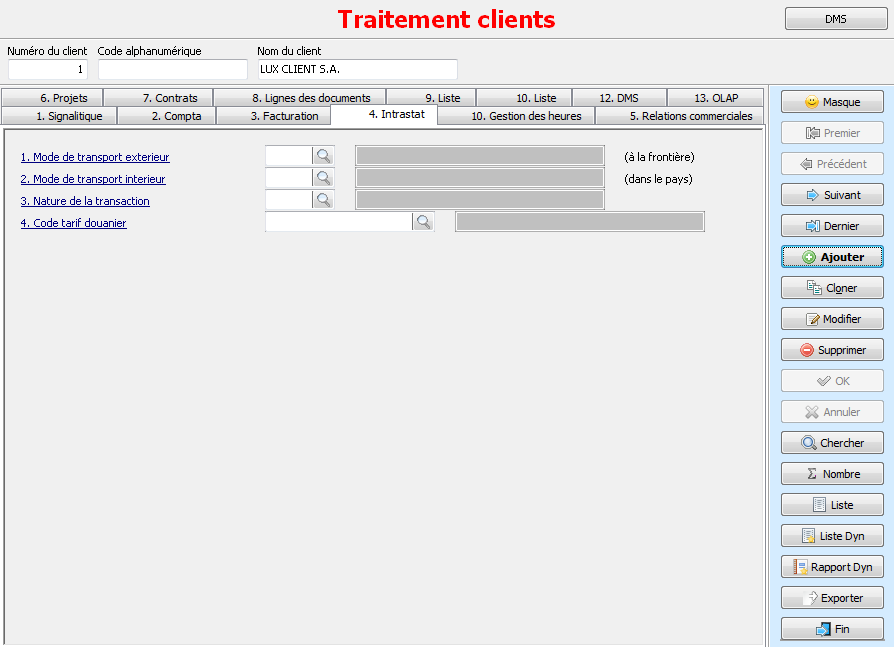 Traitement clients
DMS
Numéro du client Code alphanumérique Nom du client
1 LUX CLIENT S.A.
6. Projets 7. Contrats 8. Lignes des documents 9. Liste 10. Liste 12. DMS 13. OLAP
1. Signalitique 2. Compta 3. Facturation 4. Intrastat 10. Gestion des heures 5. Relations commerciales
1. Mode de transport exterieur (à la frontière)
2. Mode de transport interieur (dans le pays)
3. Nature de la transaction
4. Code tarif douanier
Masque
Premier
Précédent
Suivant
Dernier
Ajouter
Cloner
Modifier
Supprimer
OK
Annuler
Chercher
Σ Nombre
Liste
Liste Dyn
Rapport Dyn
Exporter
Fin